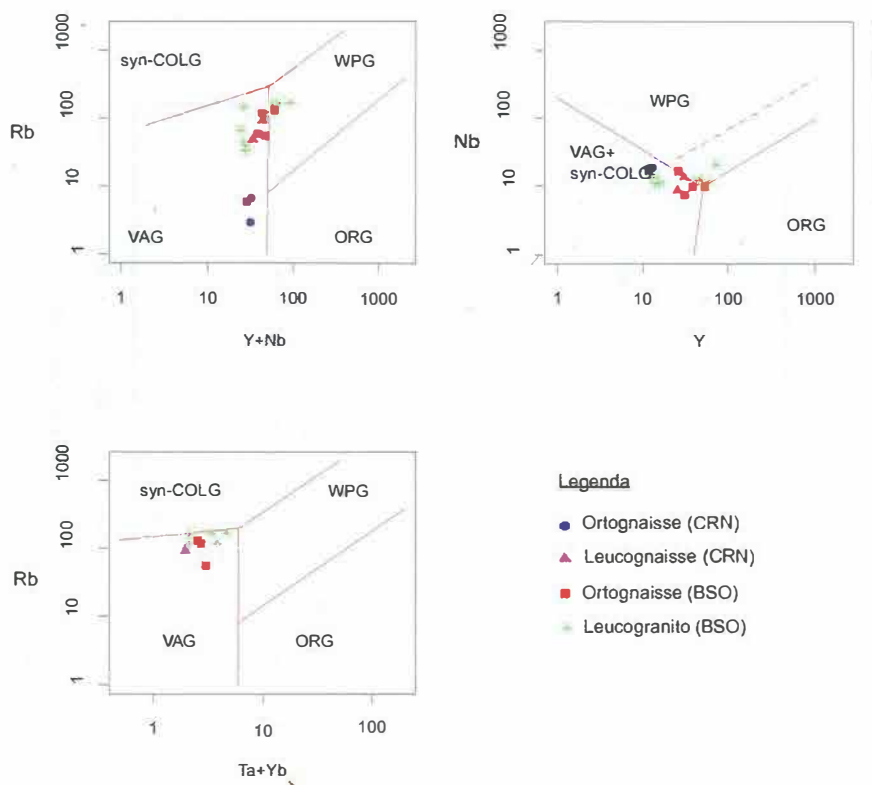 1000
syn-COLG
WPG
100
Rb
10
VAG
ORG
1
1
10
100
1000
Y+Nb
1000
WPG
100
Nb
VAG+
syn-COLG
10
ORG
1
1
10
100
1000
Y
1000
syn-COLG
WPG
100
Rb
10
VAG
ORG
1
1
10
100
Ta+Yb
Legenda
Ortognaisse (CRN)
Leucognaisse (CRN)
Ortognaisse (BSO)
Leucogranito (BSO)